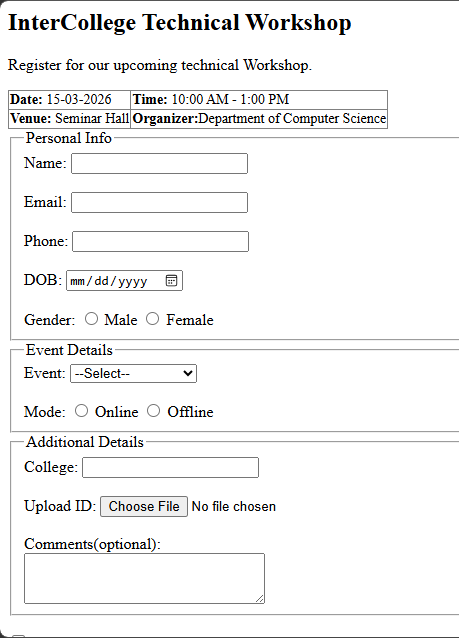 InterCollege Technical Workshop
Register for our upcoming technical Workshop.
Date: 15-03-2026 Time: 10:00 AM - 1:00 PM
Venue: Seminar Hall Organizer:Department of Computer Science
Personal Info
Name:
Email:
Phone:
DOB: mm/dd/yyyy
Gender: Male Female
Event Details
Event: --Select--
Mode: Online Offline
Additional Details
College:
Upload ID: Choose File No file chosen
Comments(optional):